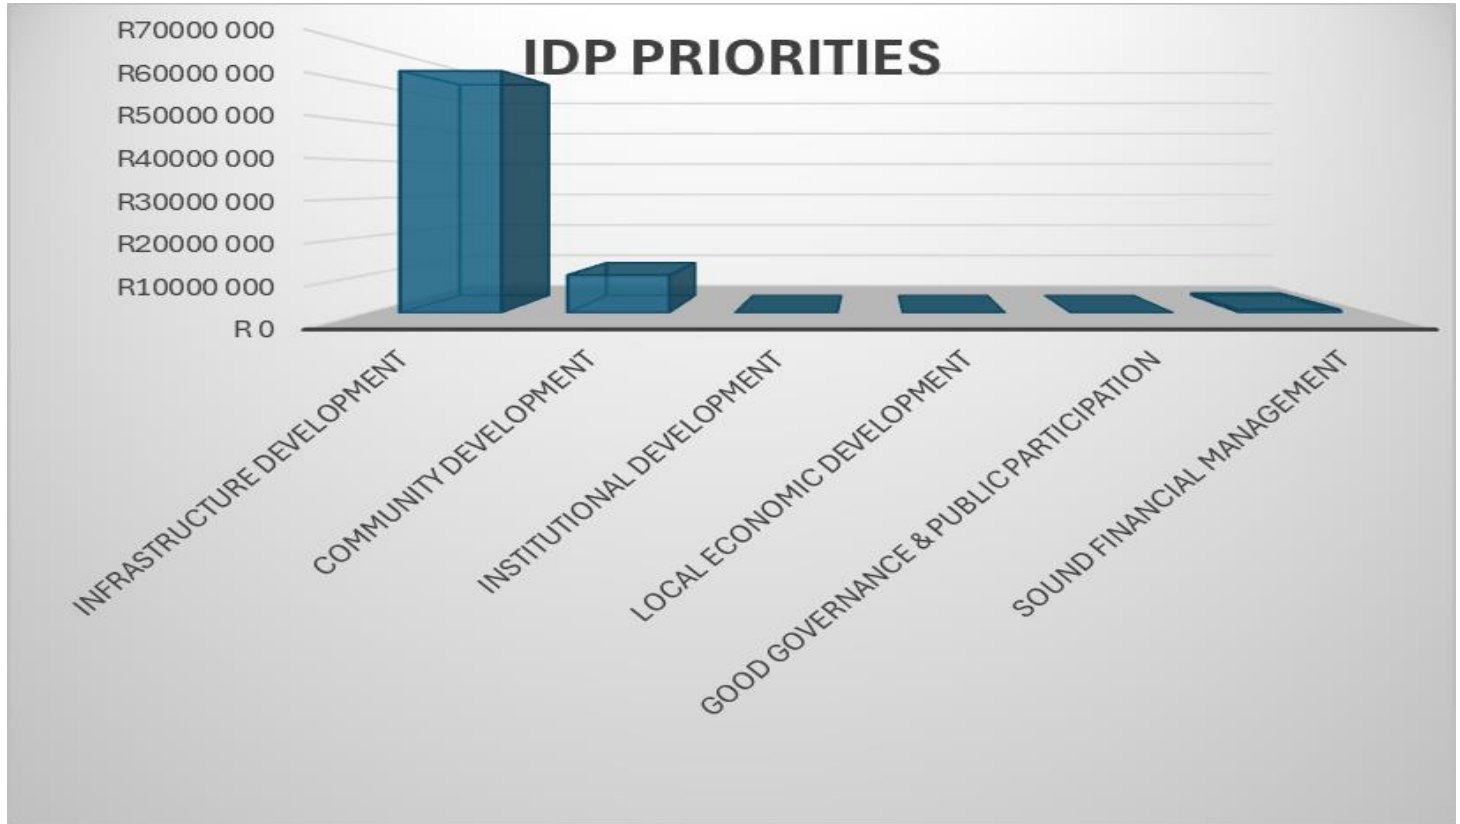 IDP PRIORITIES
R70000 000
R60000 000
R50000 000
R40000 000
R30000 000
R20000 000
R10000 000
R 0
INFRASTRUCTURE DEVELOPMENT
COMMUNITY DEVELOPMENT
INSTITUTIONAL DEVELOPMENT
LOCAL ECONOMIC DEVELOPMENT
GOOD GOVERNANCE & PUBLIC PARTICIPATION
SOUND FINANCIAL MANAGEMENT